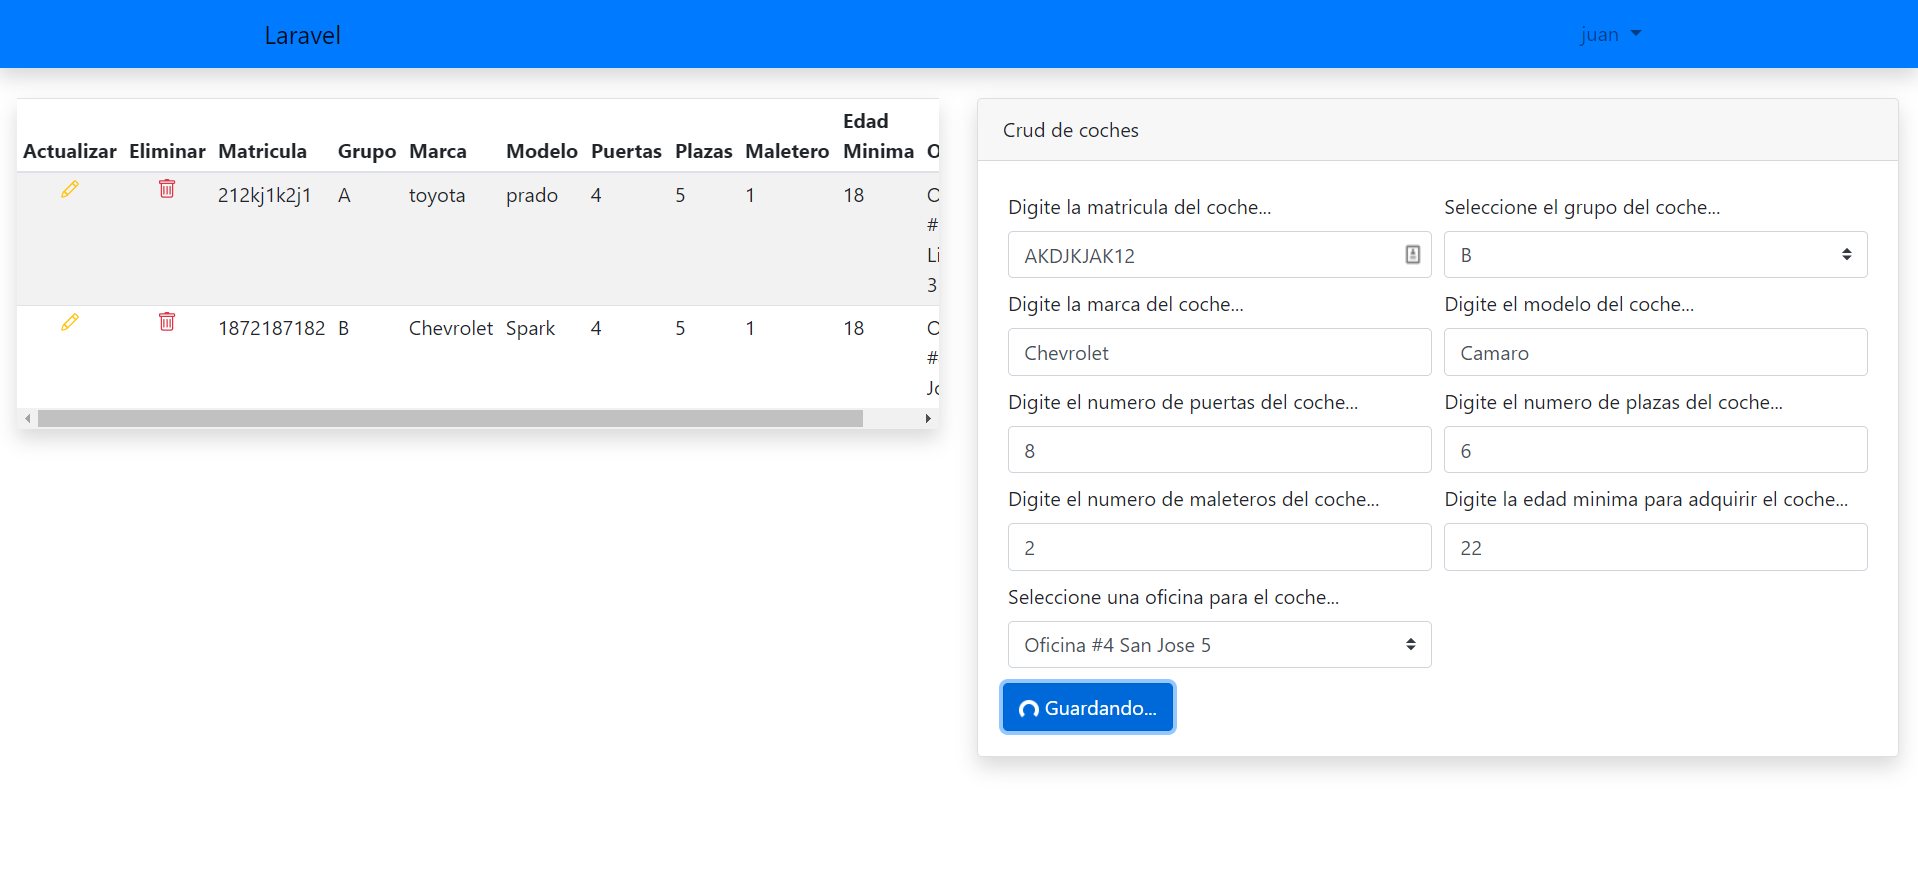 Laravel
juan
Actualizar Eliminar Matricula Grupo Marca Modelo Puertas Plazas Maletero Edad Minima
212kj1k2j1 A toyota prado 4 5 1 18
1872187182 B Chevrolet Spark 4 5 1 18
Crud de coches
Digite la matricula del coche... Seleccione el grupo del coche...
AKDJKJAK12 B
Digite la marca del coche... Digite el modelo del coche...
Chevrolet Camaro
Digite el numero de puertas del coche... Digite el numero de plazas del coche...
8 6
Digite el numero de maleteros del coche... Digite la edad minima para adquirir el coche...
2 22
Seleccione una oficina para el coche...
Oficina #4 San Jose 5
Guardando...